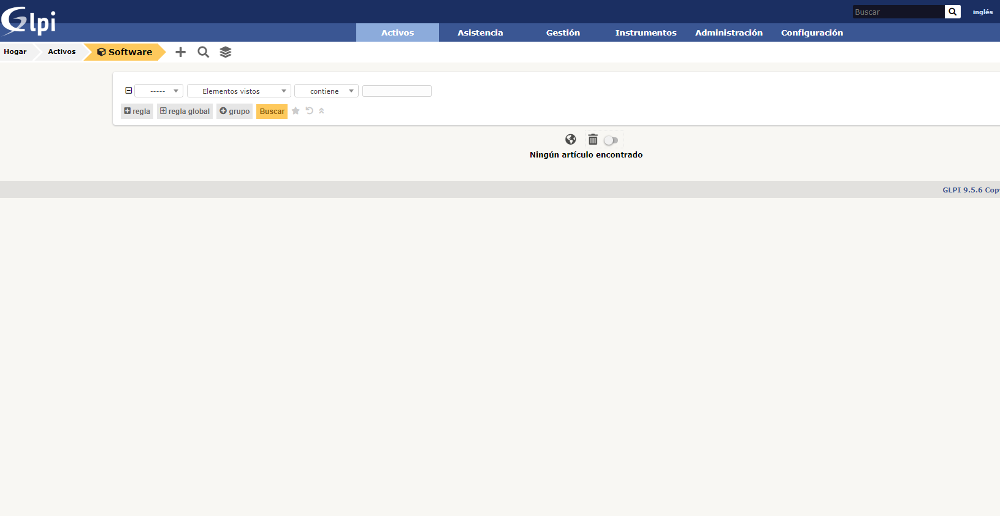 Glpi
Buscar
inglés
Activos Asistencia Gestión Instrumentos Administración Configuración
Hogar Activos Software
----- Elementos vistos contiene
regla regla global grupo Buscar
Ningún artículo encontrado
GLPI 9.5.6 Copy